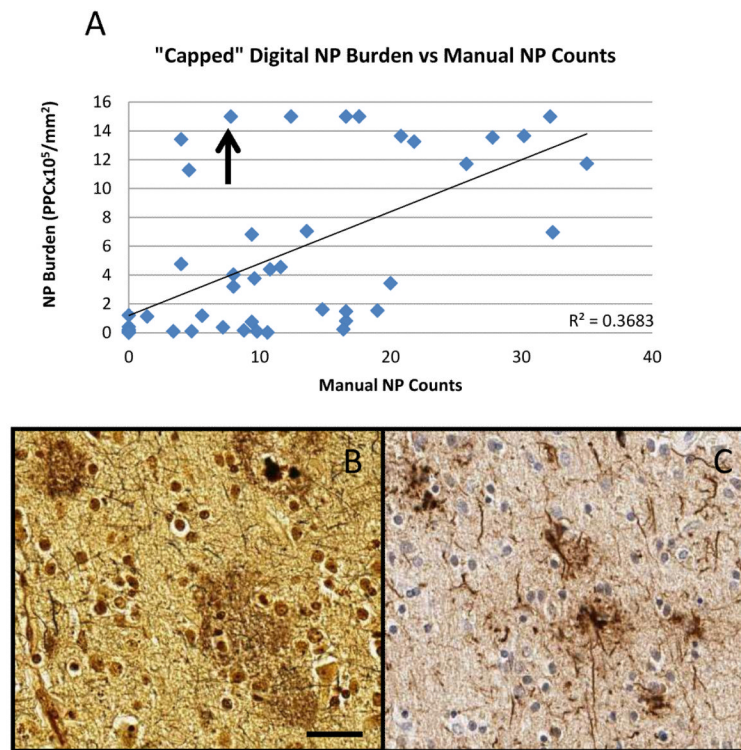 A
"Capped" Digital NP Burden vs Manual NP Counts
NP Burden (PPCx10⁵/mm²)
16
14
12
10
8
6
4
2
0
R² = 0.3683
0
10
20
30
40
Manual NP Counts
B
C